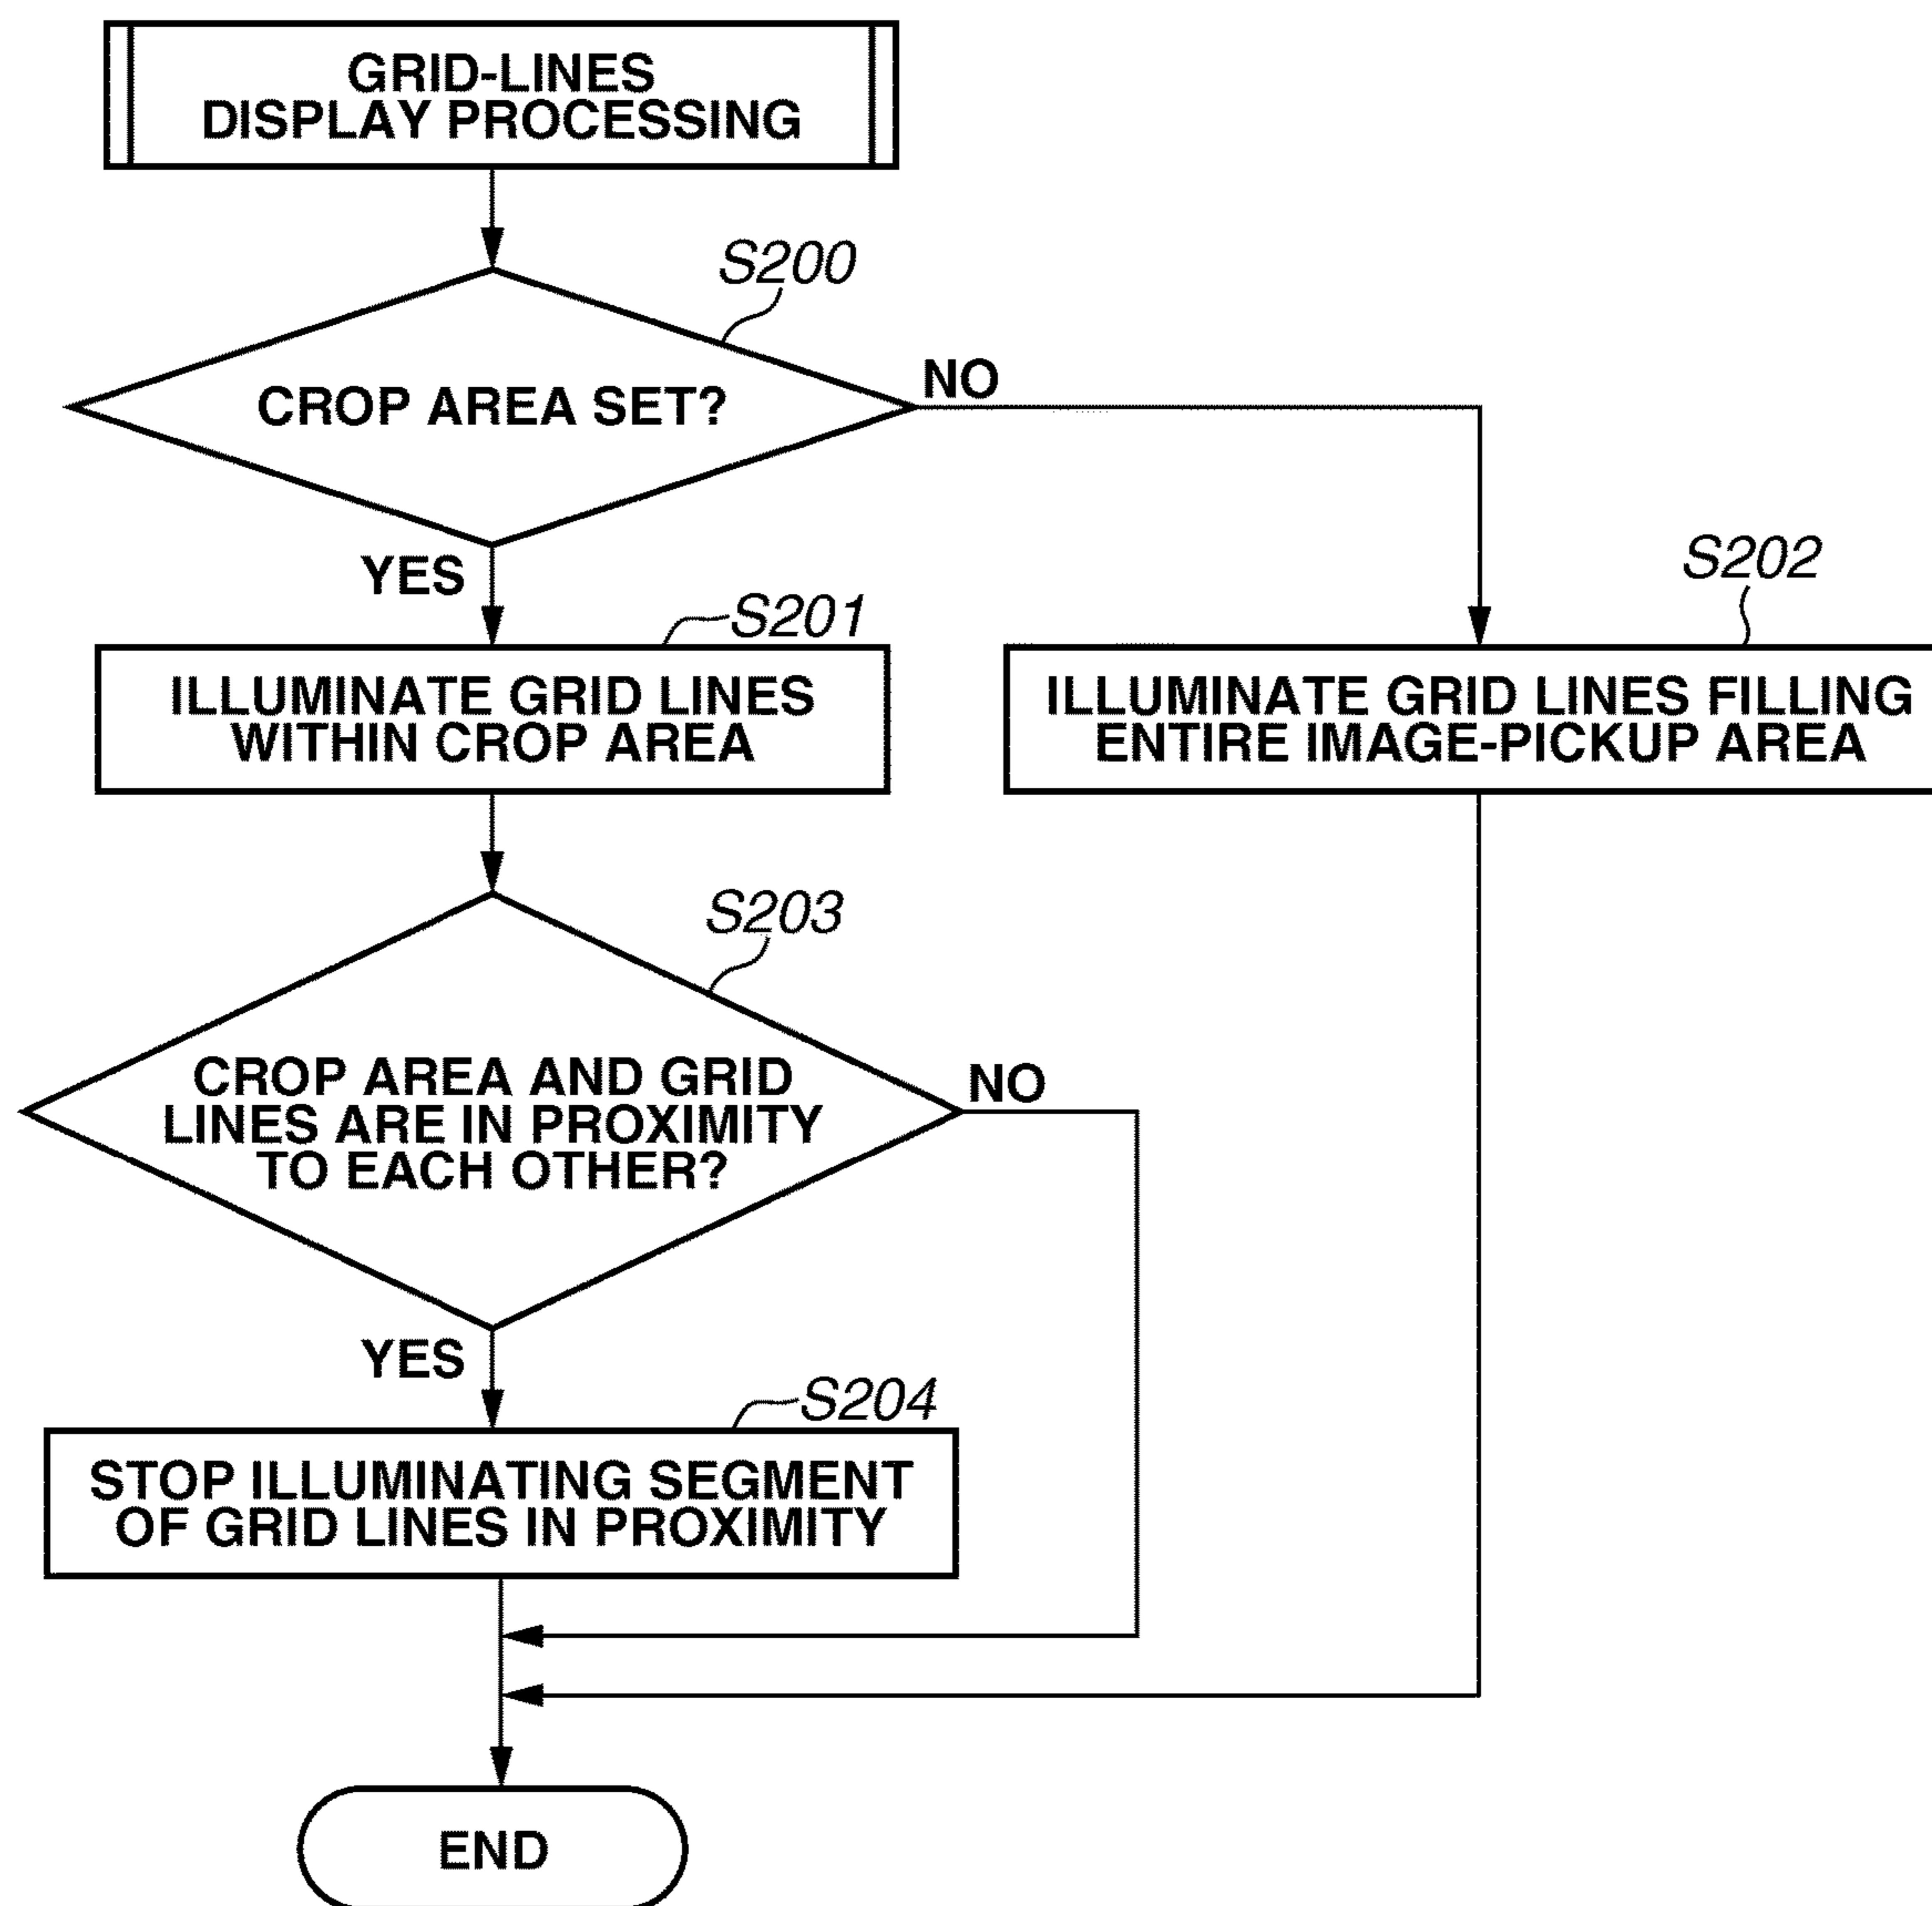 GRID-LINES
DISPLAY PROCESSING
S200
CROP AREA SET?
NO
YES
S201
S202
ILLUMINATE GRID LINES
WITHIN CROP AREA
ILLUMINATE GRID LINES FILLING
ENTIRE IMAGE-PICKUP AREA
S203
CROP AREA AND GRID
LINES ARE IN PROXIMITY
TO EACH OTHER?
NO
YES
S204
STOP ILLUMINATING SEGMENT
OF GRID LINES IN PROXIMITY
END